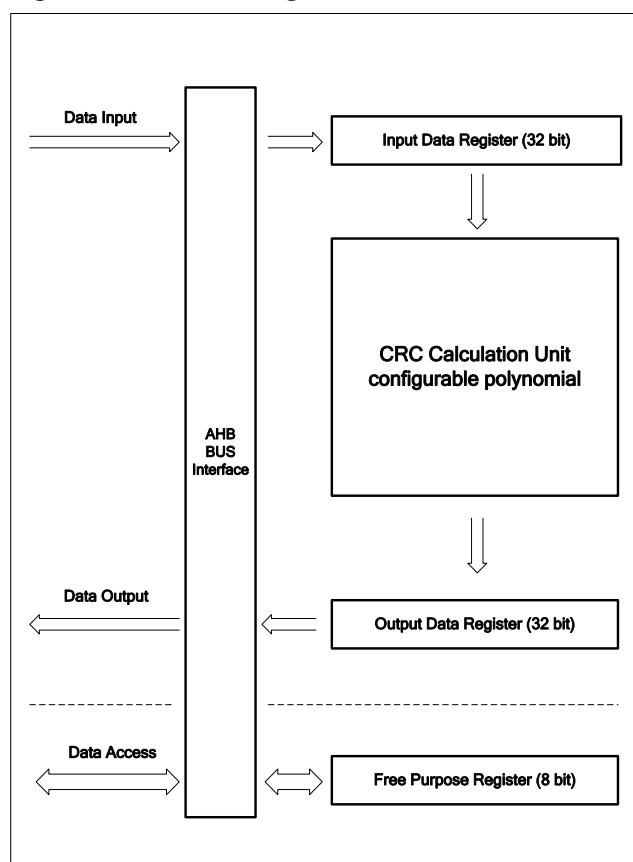 Data Input
Input Data Register (32 bit)
CRC Calculation Unit
configurable polynomial
AHB
BUS
Interface
Data Output
Output Data Register (32 bit)
Data Access
Free Purpose Register (8 bit)